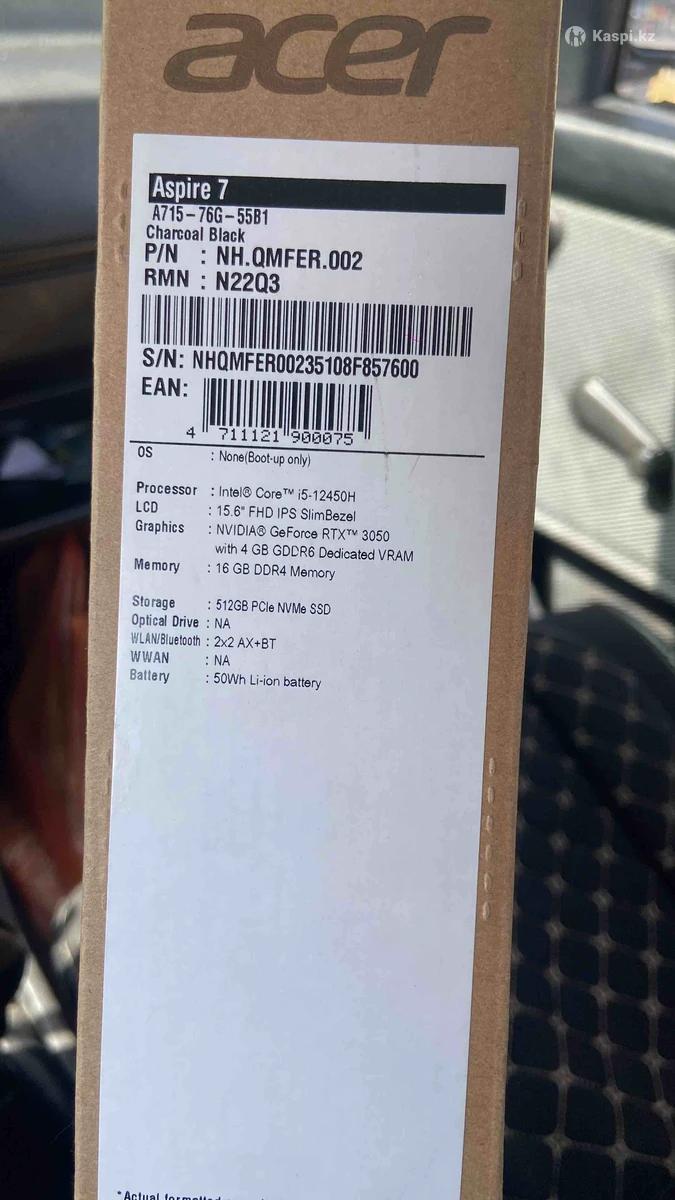 acer
Kaspi.kz
Aspire 7
A715-76G-55B1
Charcoal Black
P/N : NH.QMFER.002
RMN : N22Q3
S/N: NHQMFER00235108F857600
EAN:
4 711121 900075
OS : None(Boot-up only)
Processor : Intel® Core™ i5-12450H
LCD : 15.6" FHD IPS SlimBezel
Graphics : NVIDIA® GeForce RTX™ 3050
with 4 GB GDDR6 Dedicated VRAM
Memory : 16 GB DDR4 Memory
Storage : 512GB PCIe NVMe SSD
Optical Drive : NA
WLAN/Bluetooth : 2x2 AX+BT
WWAN : NA
Battery : 50Wh Li-ion battery
*Actual formatted